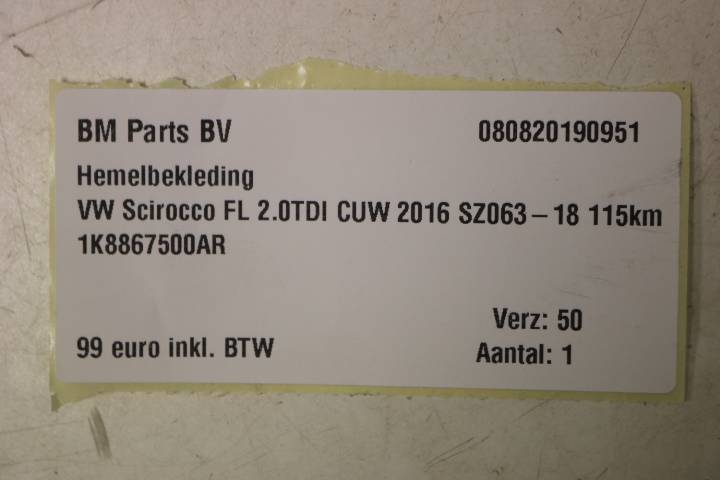 BM Parts BV 080820190951
Hemelbekleding
VW Scirocco FL 2.0TDI CUW 2016 SZ063-18 115km
1K8867500AR
Verz: 50
99 euro inkl. BTW Aantal: 1